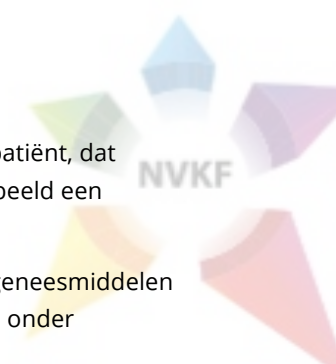 patiënt, dat
NVKF
beeld een
geneesmiddelen
onder